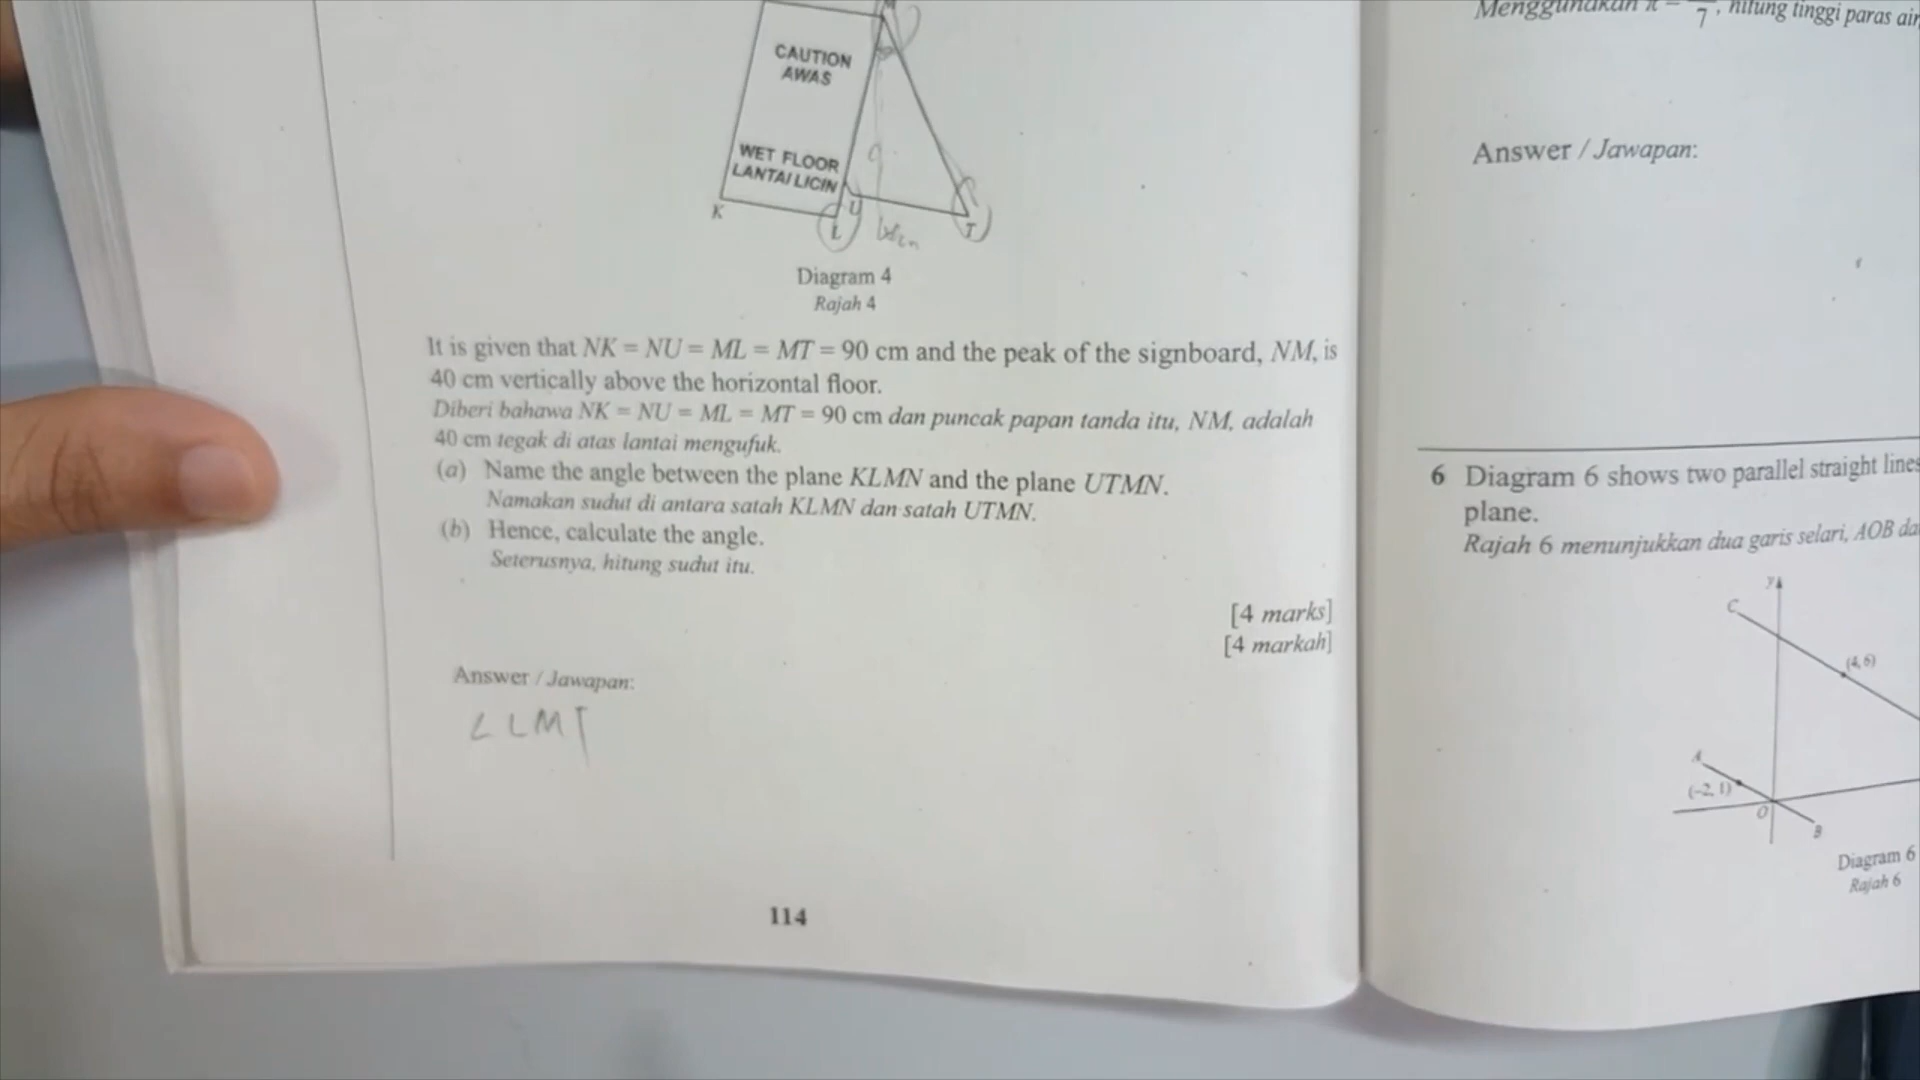 Menggunakan π = 7, hitung tinggi paras air
M
CAUTION
AWAS
WET FLOOR
LANTAI LICIN
K
L
U
T
Diagram 4
Rajah 4
It is given that NK = NU = ML = MT = 90 cm and the peak of the signboard, NM, is
40 cm vertically above the horizontal floor.
Diberi bahawa NK = NU = ML = MT = 90 cm dan puncak papan tanda itu, NM, adalah
40 cm tegak di atas lantai mengufuk.
(a) Name the angle between the plane KLMN and the plane UTMN.
Namakan sudut di antara satah KLMN dan satah UTMN.
(b) Hence, calculate the angle.
Seterusnya, hitung sudut itu.
[4 marks]
[4 markah]
Answer / Jawapan:
∠LMT
114
Answer / Jawapan:
6 Diagram 6 shows two parallel straight lines
plane.
Rajah 6 menunjukkan dua garis selari, AOB da
y
C
(4, 6)
A
(–2, 1)
O
B
Diagram 6
Rajah 6